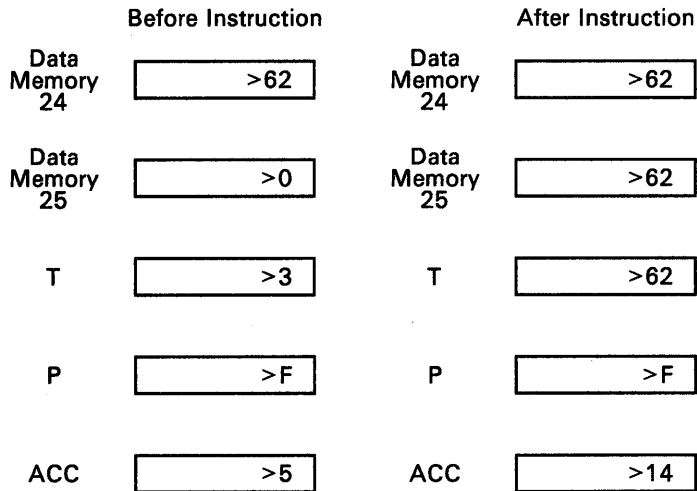 Before Instruction After Instruction
Data Memory 24 >62 Data Memory 24 >62
Data Memory 25 >0 Data Memory 25 >62
T >3 T >62
P >F P >F
ACC >5 ACC >14